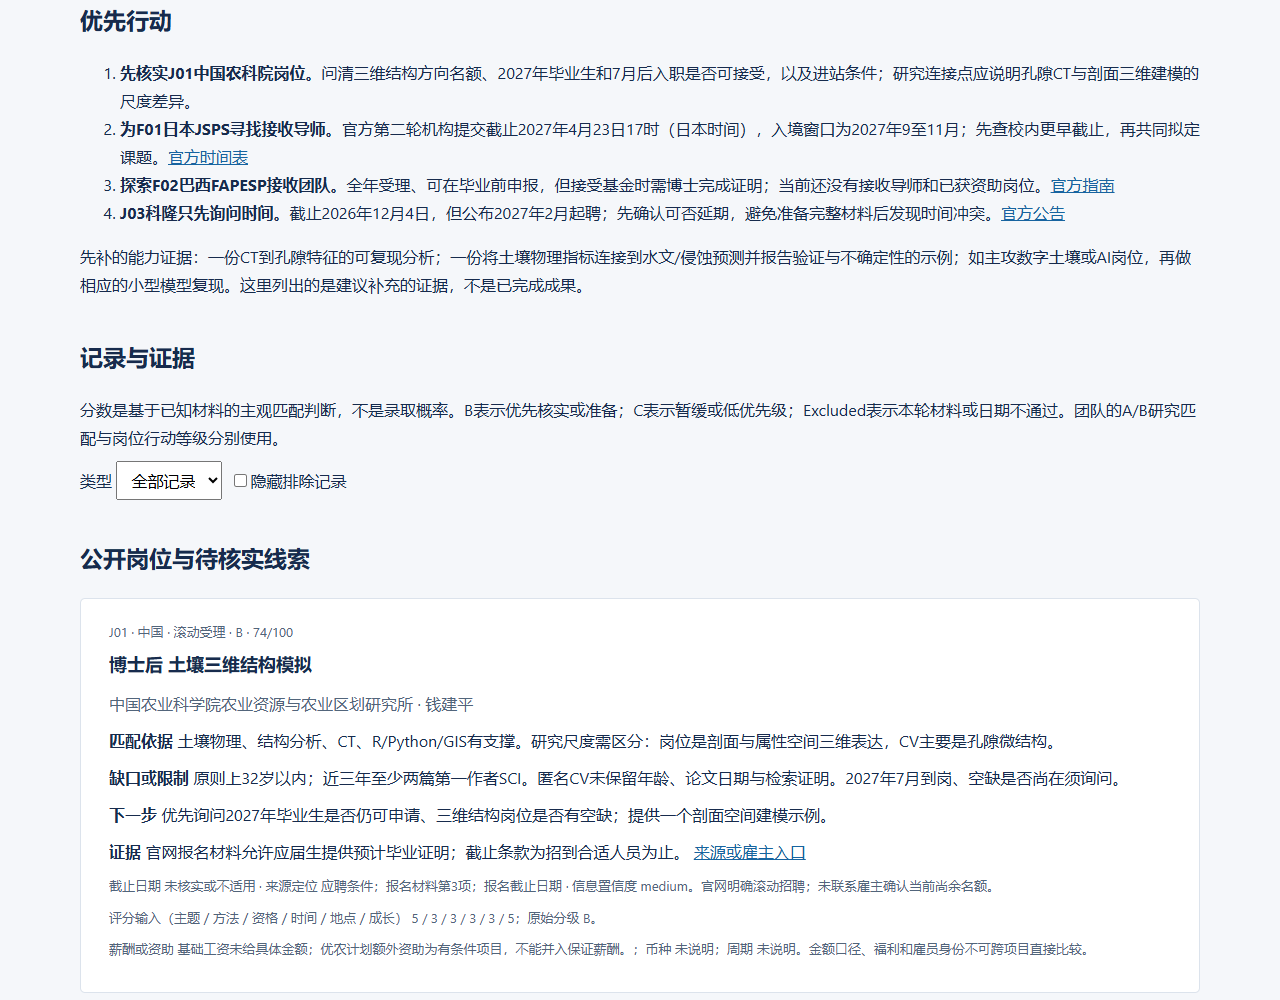 优先行动
1. 先核实J01中国农科院岗位。问清三维结构方向名额、2027年毕业生和7月后入职是否可接受，以及进站条件；研究连接点应说明孔隙CT与剖面三维建模的
尺度差异。
2. 为F01日本JSPS寻找接收导师。官方第二轮机构提交截止2027年4月23日17时（日本时间），入境窗口为2027年9至11月；先查校内更早截止，再共同拟定
课题。官方时间表
3. 探索F02巴西FAPESP接收团队。全年受理、可在毕业前申报，但接受基金时需博士完成证明；当前还没有接收导师和已获资助岗位。官方指南
4. J03科隆只先询问时间。截止2026年12月4日，但公布2027年2月起聘；先确认可否延期，避免准备完整材料后发现时间冲突。官方公告
先补的能力证据：一份CT到孔隙特征的可复现分析；一份将土壤物理指标连接到水文/侵蚀预测并报告验证与不确定性的示例；如主攻数字土壤或AI岗位，再做
相应的小型模型复现。这里列出的是建议补充的证据，不是已完成成果。
记录与证据
分数是基于已知材料的主观匹配判断，不是录取概率。B表示优先核实或准备；C表示暂缓或低优先级；Excluded表示本轮材料或日期不通过。团队的A/B研究匹
配与岗位行动等级分别使用。
类型 全部记录 隐藏排除记录
公开岗位与待核实线索
J01 · 中国 · 滚动受理 · B · 74/100
博士后 土壤三维结构模拟
中国农业科学院农业资源与农业区划研究所 · 钱建平
匹配依据 土壤物理、结构分析、CT、R/Python/GIS有支撑。研究尺度需区分：岗位是剖面与属性空间三维表达，CV主要是孔隙微结构。
缺口或限制 原则上32岁以内；近三年至少两篇第一作者SCI。匿名CV未保留年龄、论文日期与检索证明。2027年7月到岗、空缺是否尚在须询问。
下一步 优先询问2027年毕业生是否仍可申请、三维结构岗位是否有空缺；提供一个剖面空间建模示例。
证据 官网报名材料允许应届生提供预计毕业证明；截止条款为招到合适人员为止。 来源或雇主入口
截止日期 未核实或不适用 · 来源定位 应聘条件；报名材料第3项；报名截止日期 · 信息置信度 medium。官网明确滚动招聘；未联系雇主确认当前尚余名额。
评分输入（主题 / 方法 / 资格 / 时间 / 地点 / 成长） 5 / 3 / 3 / 3 / 3 / 5；原始分级 B。
薪酬或资助 基础工资未给具体金额；优农计划额外资助为有条件项目，不能并入保证薪酬。；币种 未说明；周期 未说明。金额口径、福利和雇员身份不可跨项目直接比较。